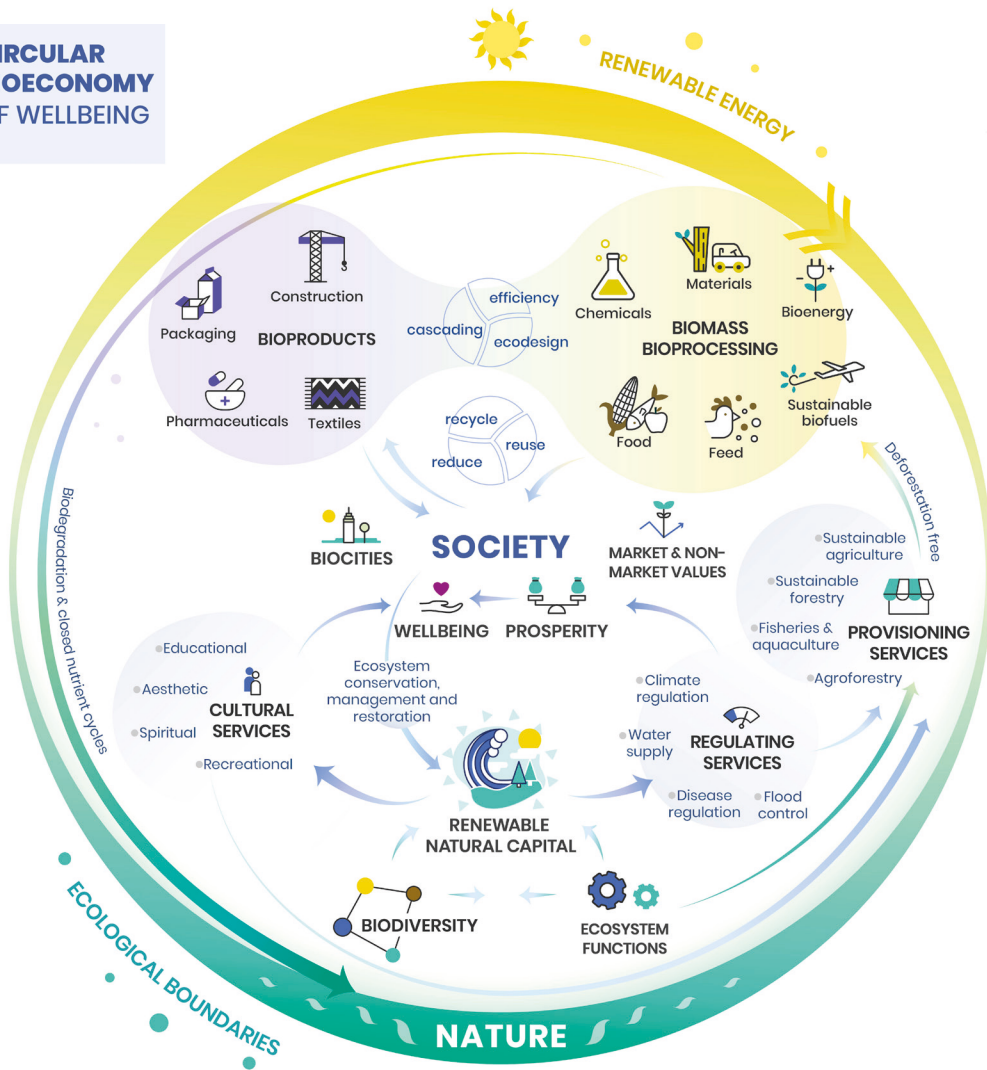 IRCULAR
OECONOMY
F WELLBEING
RENEWABLE ENERGY
Construction
Packaging
BIOPRODUCTS
Pharmaceuticals
Textiles
efficiency
cascading
ecodesign
recycle
reuse
reduce
Materials
Chemicals
Bioenergy
BIOMASS
BIOPROCESSING
Sustainable
biofuels
Food
Feed
Deforestation free
Biodegradation & closed nutrient cycles
BIOCITIES
SOCIETY
MARKET & NON-
MARKET VALUES
WELLBEING
PROSPERITY
Sustainable
agriculture
Sustainable
forestry
Fisheries &
aquaculture
PROVISIONING
SERVICES
Agroforestry
Educational
Aesthetic
CULTURAL
SERVICES
Spiritual
Recreational
Ecosystem
conservation,
management and
restoration
Climate
regulation
Water
supply
REGULATING
SERVICES
Disease
regulation
Flood
control
RENEWABLE
NATURAL CAPITAL
BIODIVERSITY
ECOSYSTEM
FUNCTIONS
ECOLOGICAL BOUNDARIES
NATURE